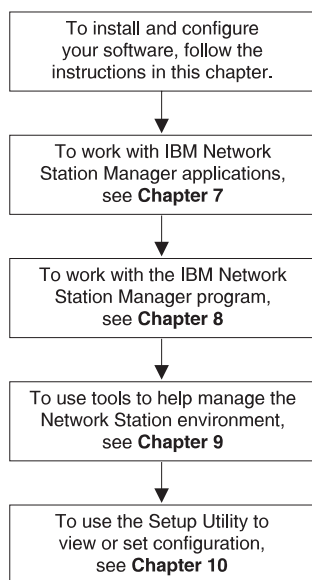 To install and configure
your software, follow the
instructions in this chapter.
To work with IBM Network
Station Manager applications,
see Chapter 7
To work with the IBM Network
Station Manager program,
see Chapter 8
To use tools to help manage the
Network Station environment,
see Chapter 9
To use the Setup Utility to
view or set configuration,
see Chapter 10